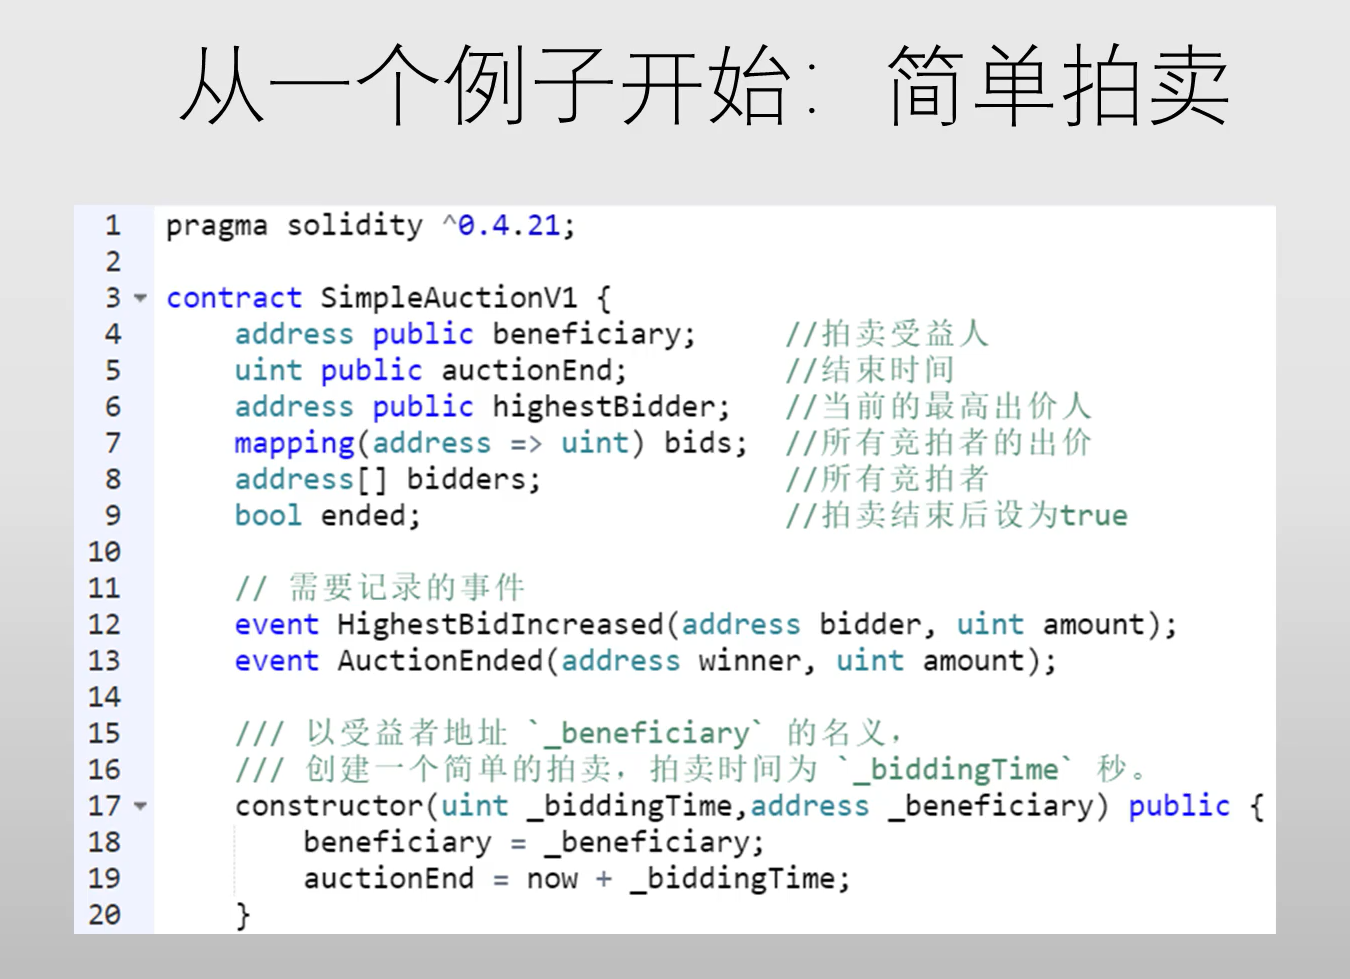 从一个例子开始：简单拍卖
1 pragma solidity ^0.4.21;
2
3 contract SimpleAuctionV1 {
4     address public beneficiary;     //拍卖受益人
5     uint public auctionEnd;         //结束时间
6     address public highestBidder;   //当前的最高出价人
7     mapping(address => uint) bids;  //所有竞拍者的出价
8     address[] bidders;              //所有竞拍者
9     bool ended;                     //拍卖结束后设为true
10
11     // 需要记录的事件
12     event HighestBidIncreased(address bidder, uint amount);
13     event AuctionEnded(address winner, uint amount);
14
15     /// 以受益者地址 `_beneficiary` 的名义，
16     /// 创建一个简单的拍卖，拍卖时间为 `_biddingTime` 秒。
17     constructor(uint _biddingTime,address _beneficiary) public {
18         beneficiary = _beneficiary;
19         auctionEnd = now + _biddingTime;
20     }